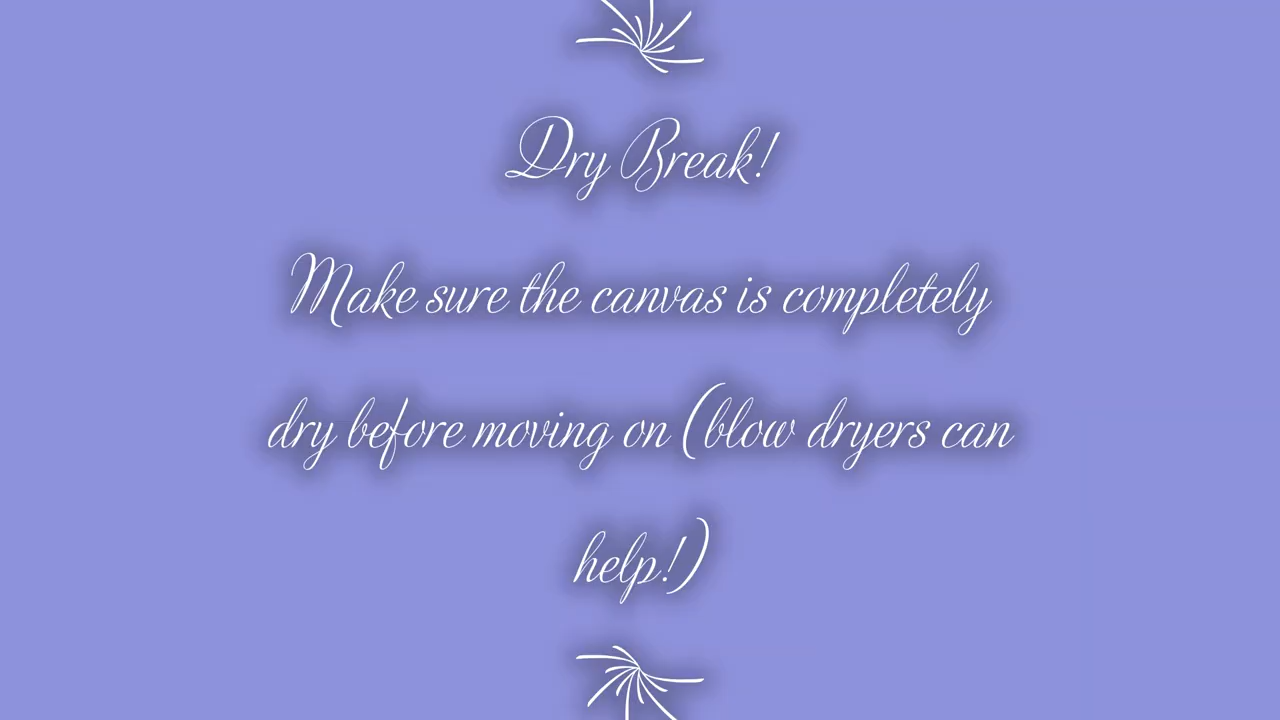 Dry Break!
Make sure the canvas is completely
dry before moving on (blow dryers can
help!)